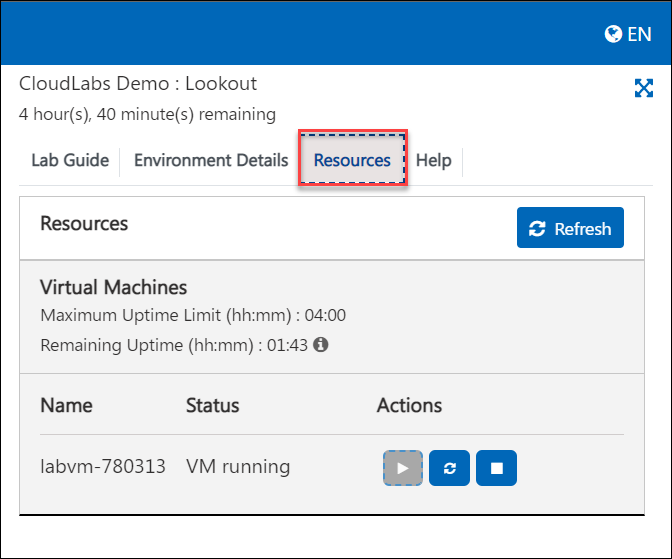 EN
CloudLabs Demo : Lookout
4 hour(s), 40 minute(s) remaining
Lab Guide Environment Details Resources Help
Resources Refresh
Virtual Machines
Maximum Uptime Limit (hh:mm) : 04:00
Remaining Uptime (hh:mm) : 01:43
Name Status Actions
labvm-780313 VM running